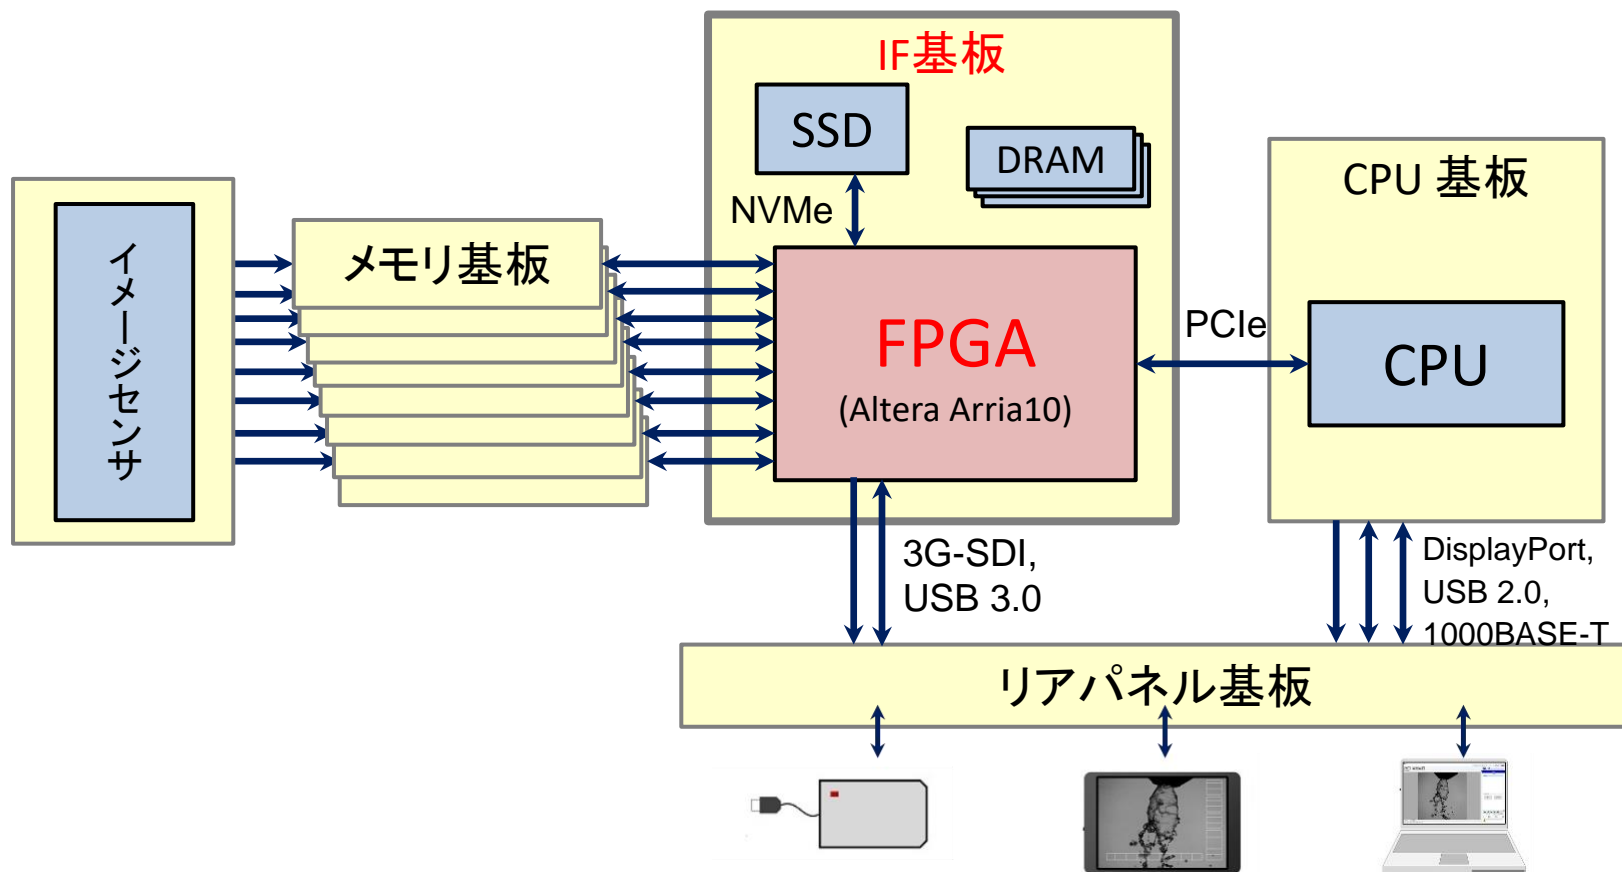 イメージセンサ
メモリ基板
IF基板
SSD
DRAM
NVMe
FPGA
(Altera Arria10)
PCIe
CPU 基板
CPU
3G-SDI,
USB 3.0
DisplayPort,
USB 2.0,
1000BASE-T
リアパネル基板